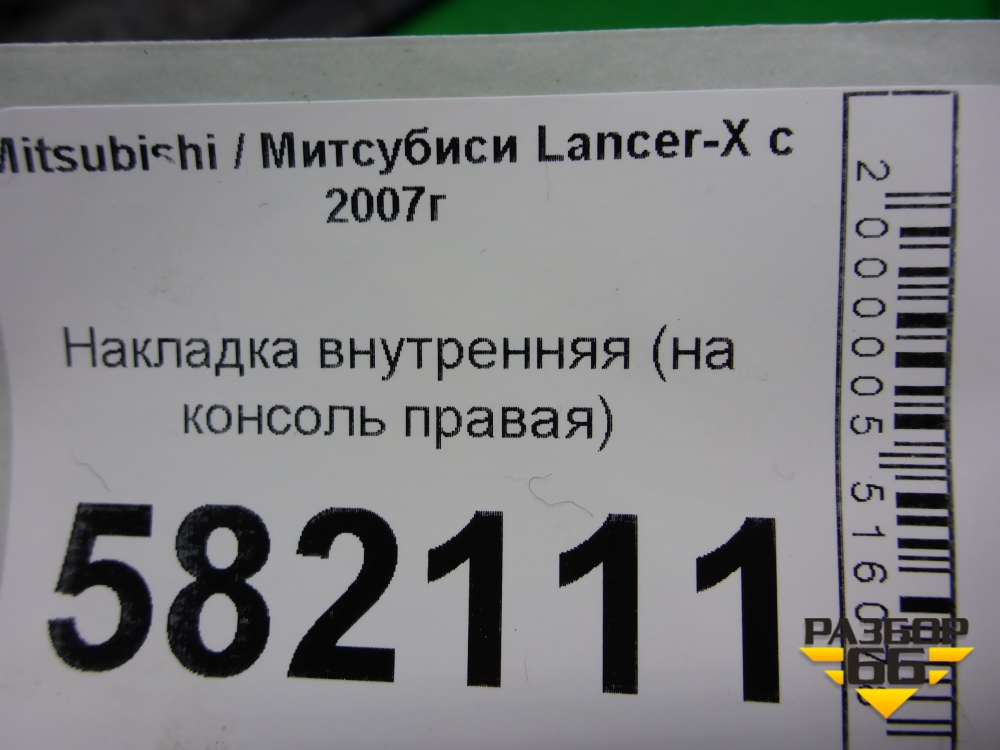 Mitsubishi / Митсубиси Lancer-X с
2007г
Накладка внутренняя (на
консоль правая)
582111
РАЗБОР
66